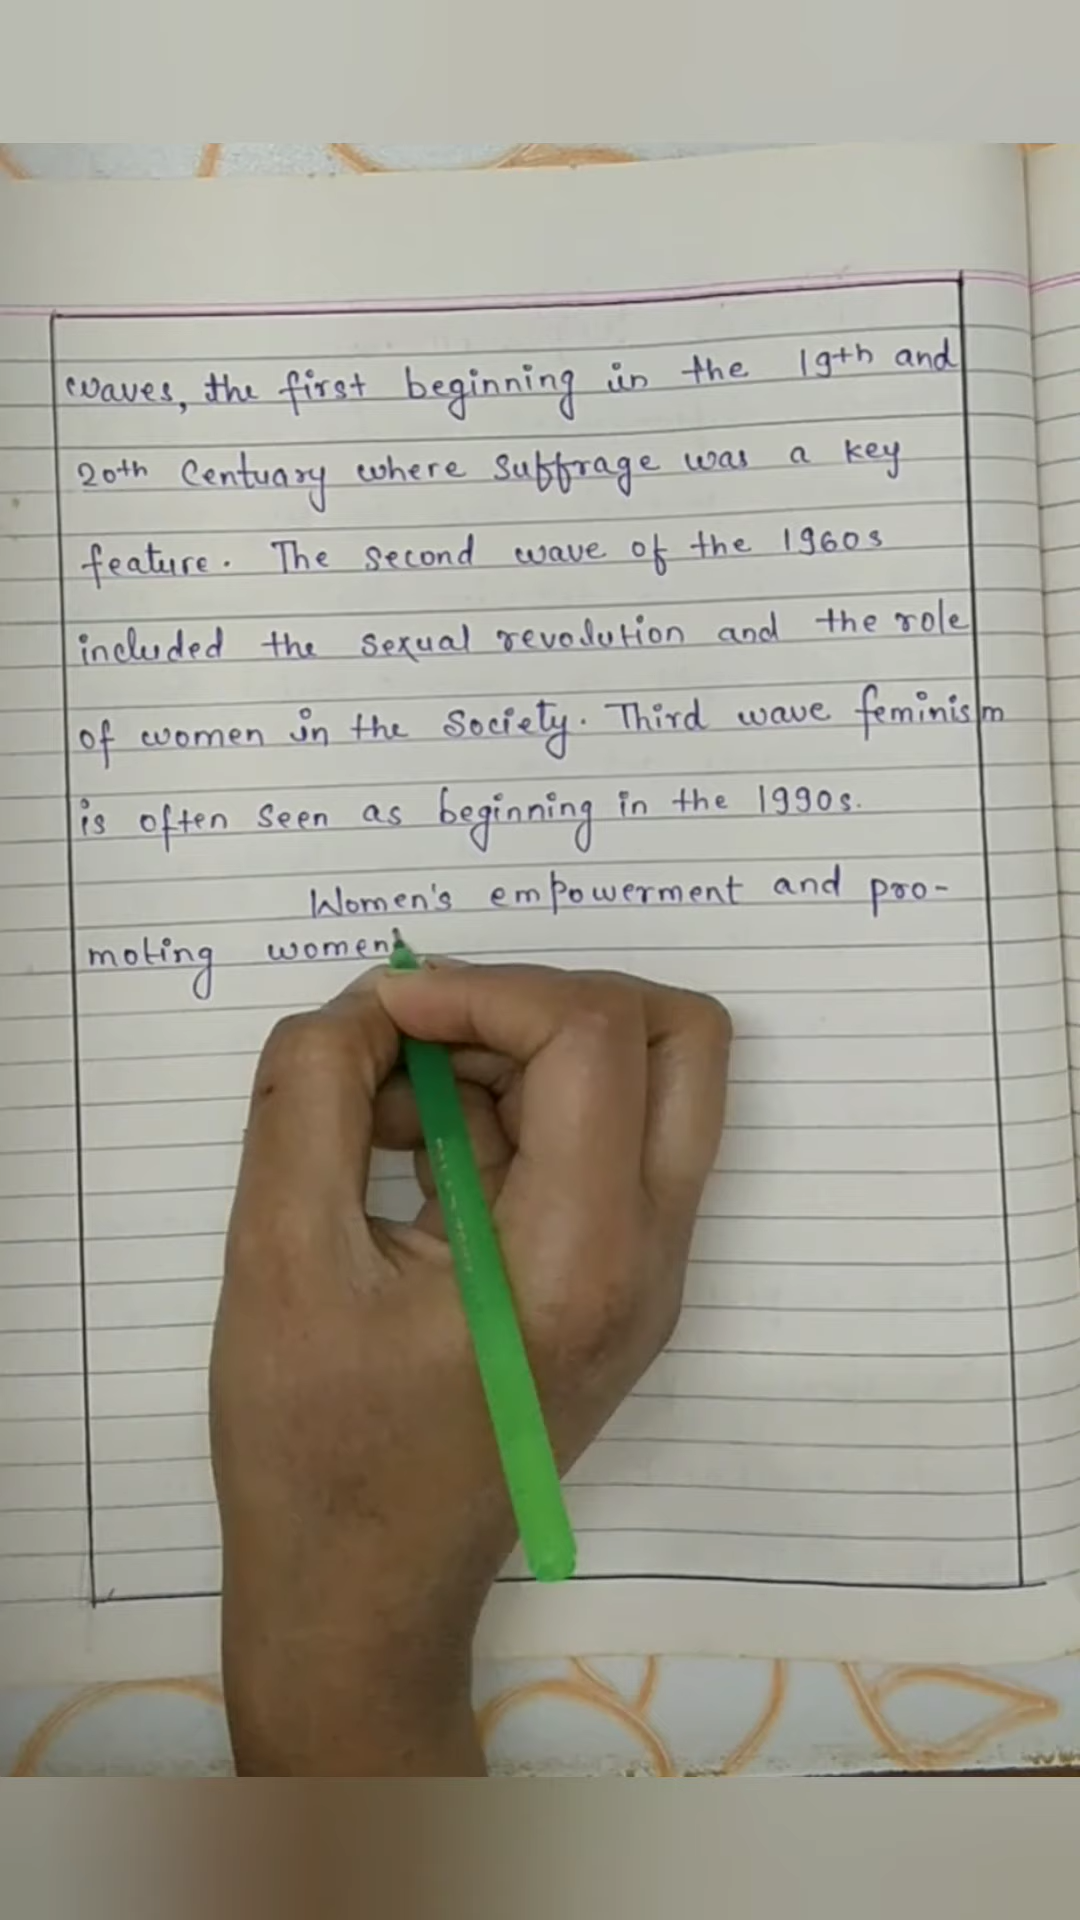 waves, the first beginning in the 19th and
20th Centuary where suffrage was a key
feature. The second wave of the 1960s
included the sexual revolution and the role
of women in the society. Third wave feminism
is often seen as beginning in the 1990s.
Women's empowerment and pro-
moting women'